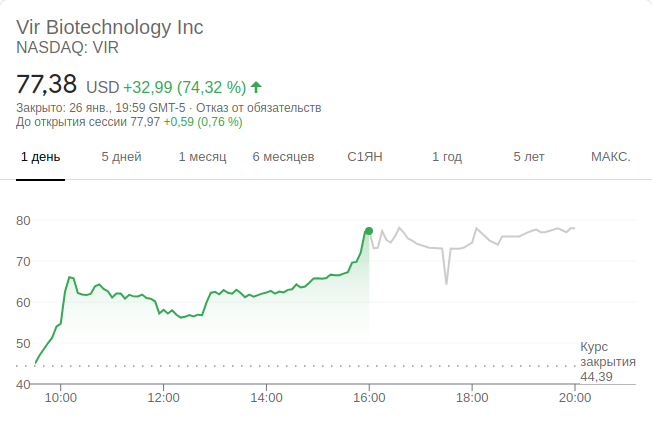 Vir Biotechnology Inc
NASDAQ: VIR
77,38 USD +32,99 (74,32 %)
Закрыто: 26 янв., 19:59 GMT-5 · Отказ от обязательств
До открытия сессии 77,97 +0,59 (0,76 %)
1 день 5 дней 1 месяц 6 месяцев С1ЯН 1 год 5 лет МАКС.
80
70
60
50
Курс
закрытия
44,39
40
10:00 12:00 14:00 16:00 18:00 20:00